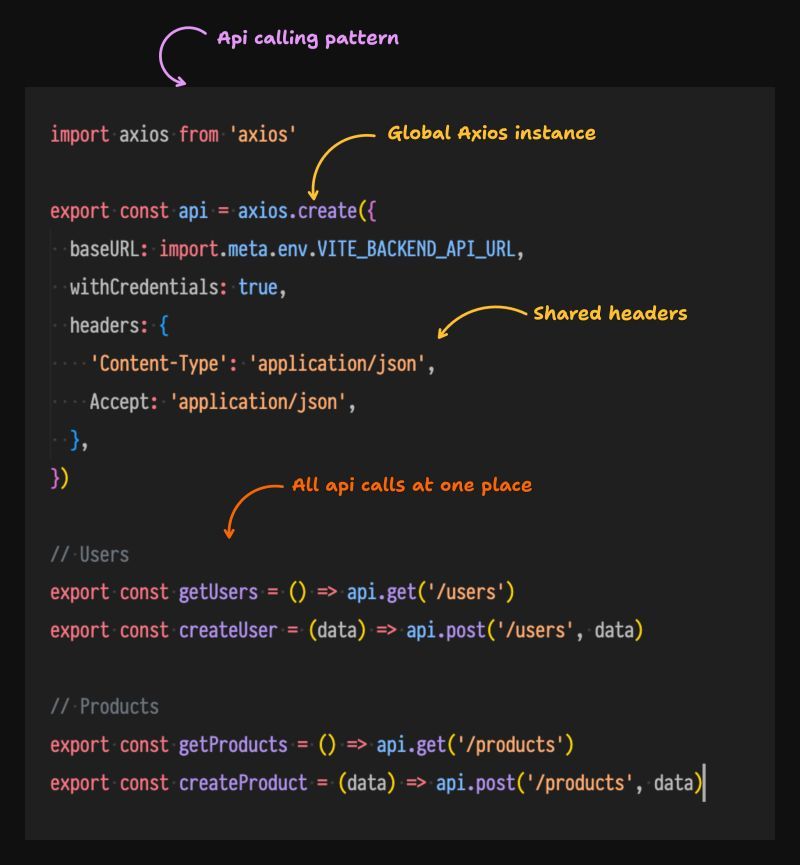 Api calling pattern
import axios from 'axios'
Global Axios instance
export const api = axios.create({
baseURL: import.meta.env.VITE_BACKEND_API_URL,
withCredentials: true,
headers: {
Shared headers
'Content-Type': 'application/json',
Accept: 'application/json',
},
})
All api calls at one place
// Users
export const getUsers = () => api.get('/users')
export const createUser = (data) => api.post('/users', data)
// Products
export const getProducts = () => api.get('/products')
export const createProduct = (data) => api.post('/products', data)